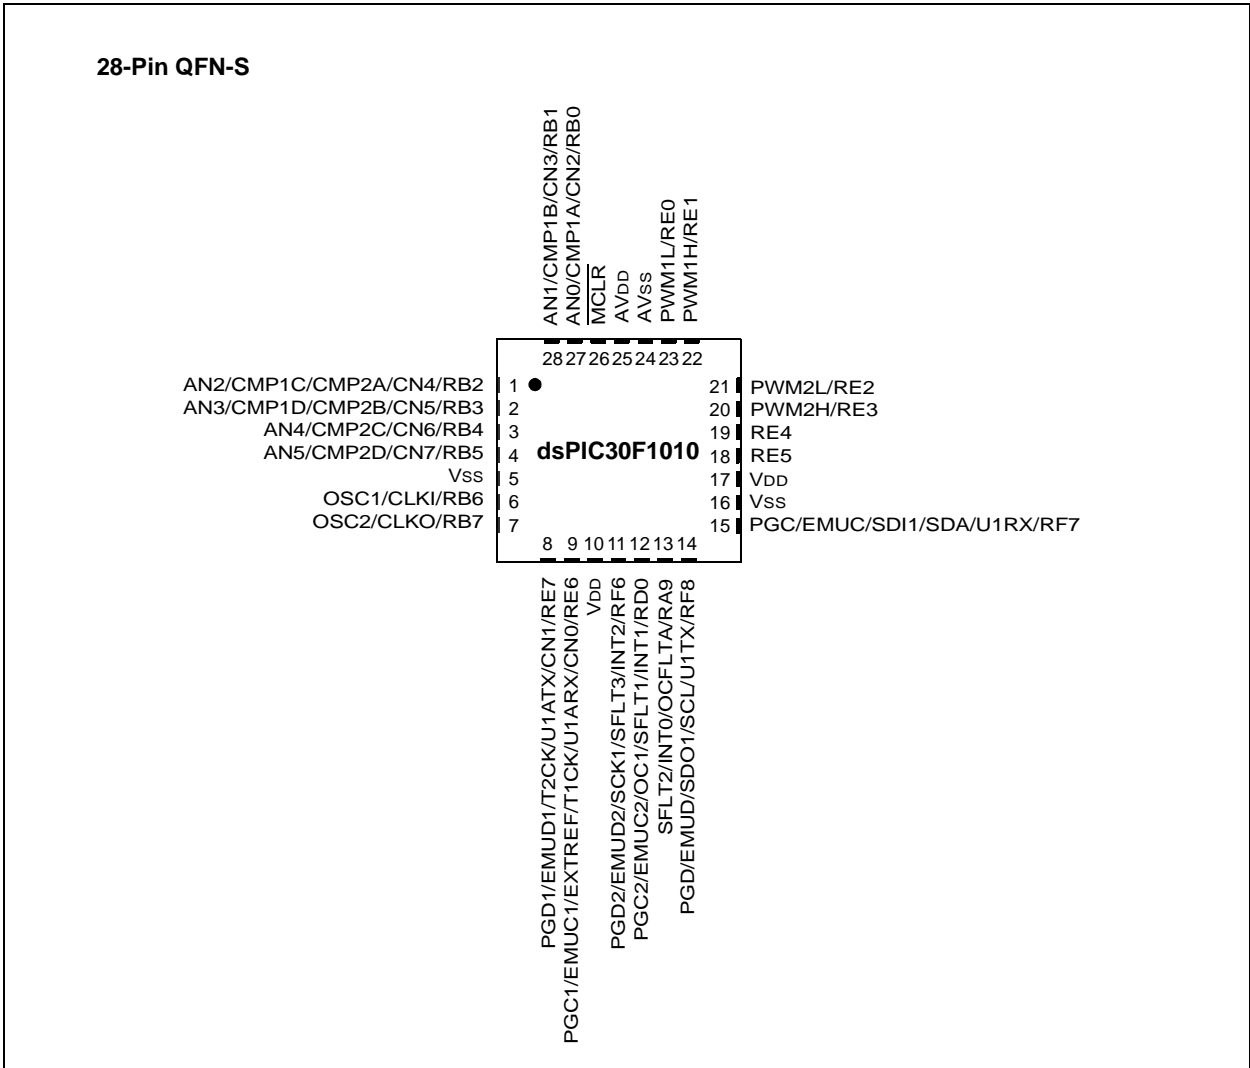 28-Pin QFN-S
AN1/CMP1B/CN3/RB1
AN0/CMP1A/CN2/RB0
MCLR
AVDD
AVSS
PWM1L/RE0
PWM1H/RE1
28 27 26 25 24 23 22
AN2/CMP1C/CMP2A/CN4/RB2 1
AN3/CMP1D/CMP2B/CN5/RB3 2
AN4/CMP2C/CN6/RB4 3
AN5/CMP2D/CN7/RB5 4
VSS 5
OSC1/CLKI/RB6 6
OSC2/CLKO/RB7 7
dsPIC30F1010
21 PWM2L/RE2
20 PWM2H/RE3
19 RE4
18 RE5
17 VDD
16 VSS
15 PGC/EMUC/SDI1/SDA/U1RX/RF7
8 9 10 11 12 13 14
PGD1/EMUD1/T2CK/U1ATX/CN1/RE7
PGC1/EMUC1/EXTREF/T1CK/U1ARX/CN0/RE6
VDD
PGD2/EMUD2/SCK1/SFLT3/INT2/RF6
PGC2/EMUC2/OC1/SFLT1/INT1/RD0
SFLT2/INT0/OCFLTA/RA9
PGD/EMUD/SDO1/SCL/U1TX/RF8